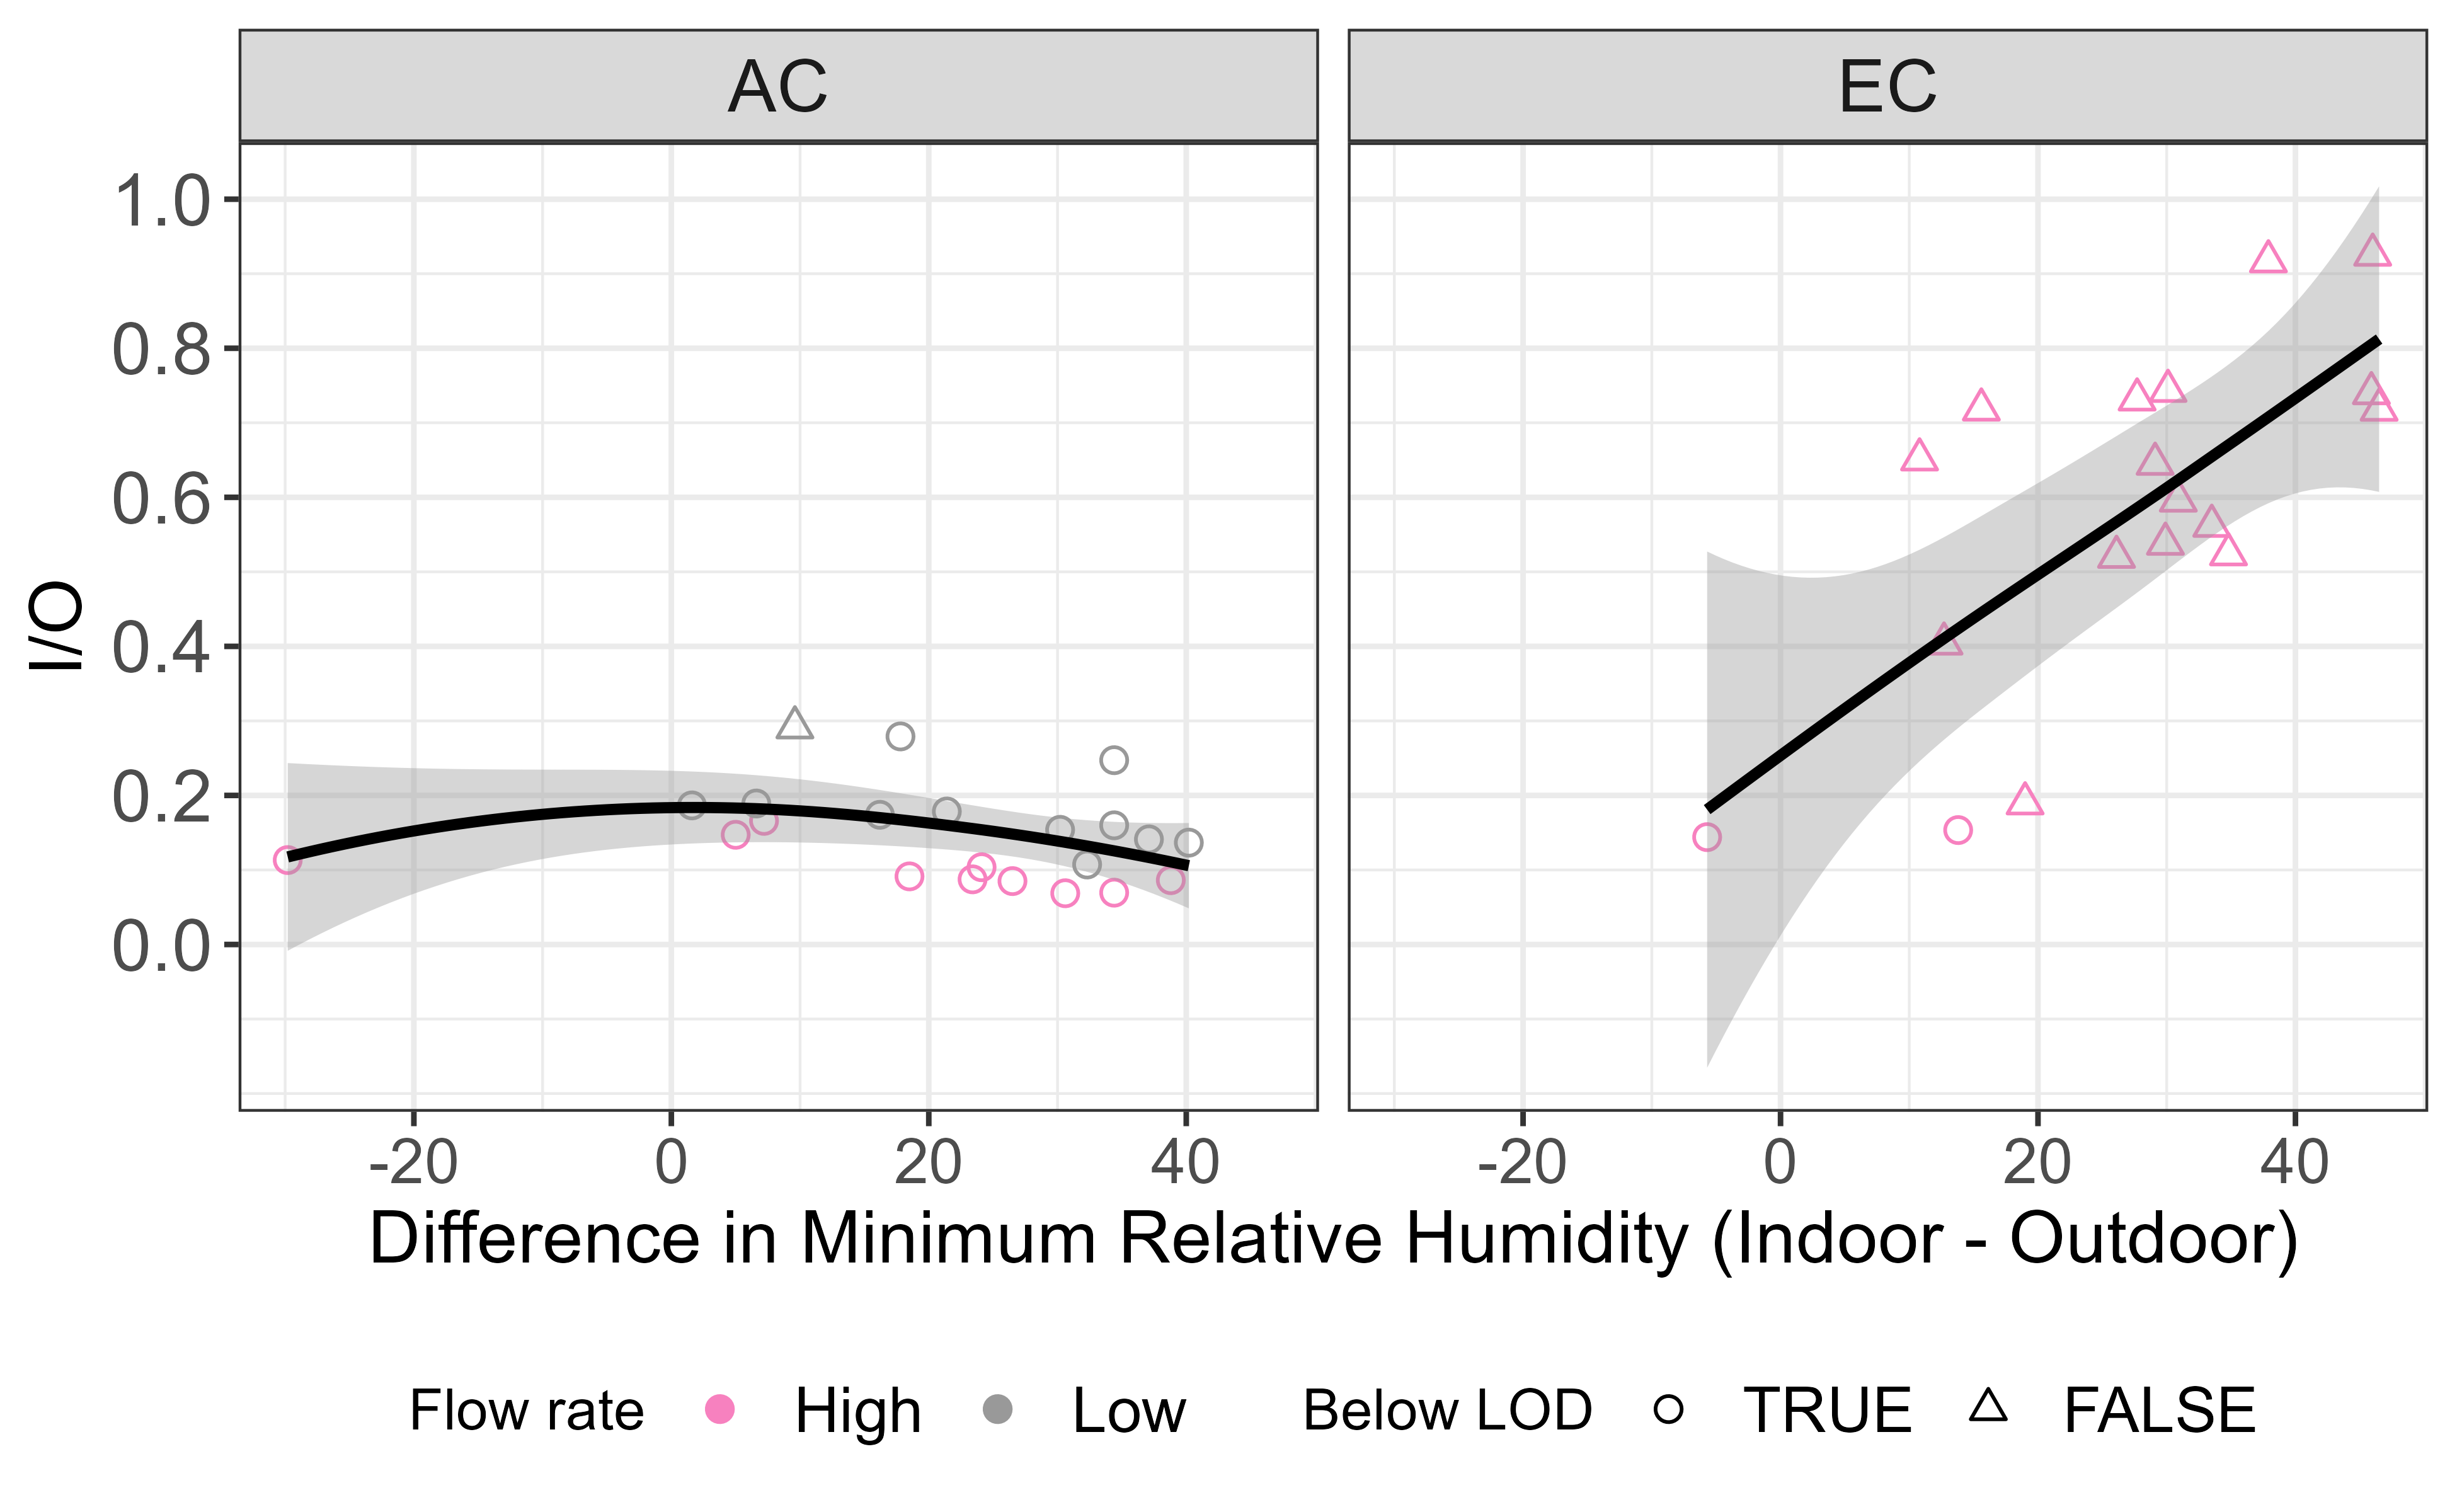 AC EC
1.0
0.8
0.6
0.4
0.2
0.0
I/O
-20 0 20 40 -20 0 20 40
Difference in Minimum Relative Humidity (Indoor - Outdoor)
Flow rate High Low Below LOD TRUE FALSE